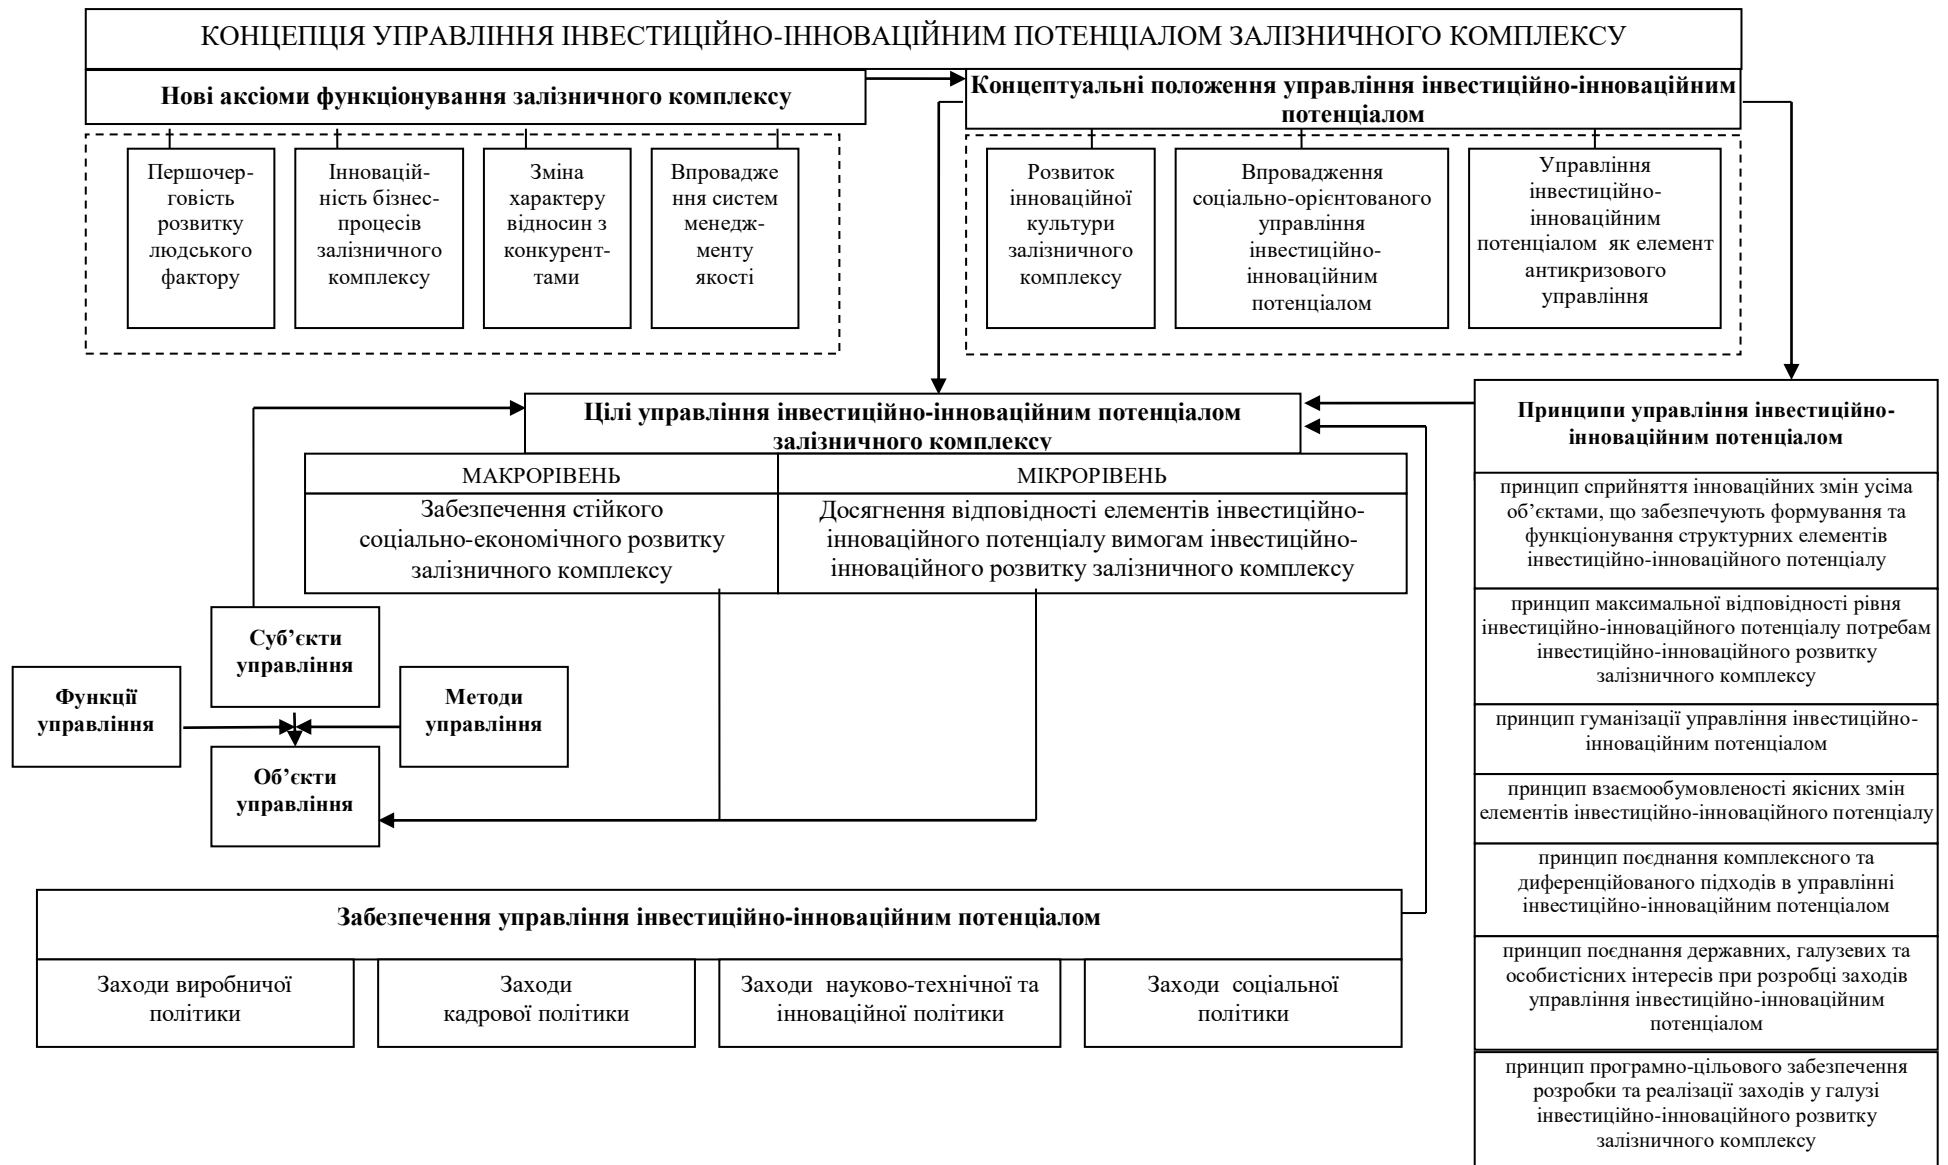 КОНЦЕПЦІЯ УПРАВЛІННЯ ІНВЕСТИЦІЙНО-ІННОВАЦІЙНИМ ПОТЕНЦІАЛОМ ЗАЛІЗНИЧНОГО КОМПЛЕКСУ
Нові аксіоми функціонування залізничного комплексу
Концептуальні положення управління інвестиційно-інноваційним
потенціалом
Першочер-
говість
розвитку
людського
фактору
Інновацій-
ність бізнес-
процесів
залізничного
комплексу
Зміна
характеру
відносин з
конкурент-
тами
Впровадже
ння систем
менедж-
менту
якості
Розвиток
інноваційної
культури
залізничного
комплексу
Впровадження
соціально-орієнтованого
управління
інвестиційно-
інноваційним
потенціалом
Управління
інвестиційно-
інноваційним
потенціалом як елемент
антикризового
управління
Цілі управління інвестиційно-інноваційним потенціалом
залізничного комплексу
МАКРОРІВЕНЬ
МІКРОРІВЕНЬ
Забезпечення стійкого
соціально-економічного розвитку
залізничного комплексу
Досягнення відповідності елементів інвестиційно-
інноваційного потенціалу вимогам інвестиційно-
інноваційного розвитку залізничного комплексу
Суб’єкти
управління
Функції
управління
Методи
управління
Об’єкти
управління
Забезпечення управління інвестиційно-інноваційним потенціалом
Заходи виробничої
політики
Заходи
кадрової політики
Заходи науково-технічної та
інноваційної політики
Заходи соціальної
політики
Принципи управління інвестиційно-
інноваційним потенціалом
принцип сприйняття інноваційних змін усіма
об’єктами, що забезпечують формування та
функціонування структурних елементів
інвестиційно-інноваційного потенціалу
принцип максимальної відповідності рівня
інвестиційно-інноваційного потенціалу потребам
інвестиційно-інноваційного розвитку
залізничного комплексу
принцип гуманізації управління інвестиційно-
інноваційним потенціалом
принцип взаємообумовленості якісних змін
елементів інвестиційно-інноваційного потенціалу
принцип поєднання комплексного та
диференційованого підходів в управлінні
інвестиційно-інноваційним потенціалом
принцип поєднання державних, галузевих та
особистісних інтересів при розробці заходів
управління інвестиційно-інноваційним
потенціалом
принцип програмно-цільового забезпечення
розробки та реалізації заходів у галузі
інвестиційно-інноваційного розвитку
залізничного комплексу